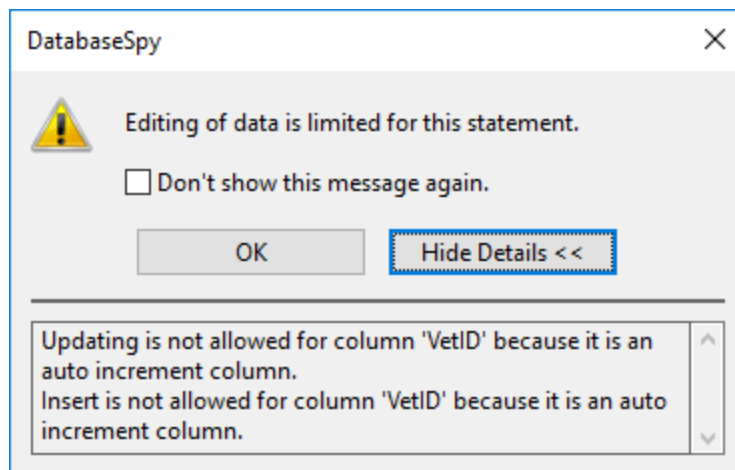 DatabaseSpy
Editing of data is limited for this statement.
Don't show this message again.
OK
Hide Details <<
Updating is not allowed for column 'VetID' because it is an
auto increment column.
Insert is not allowed for column 'VetID' because it is an auto
increment column.